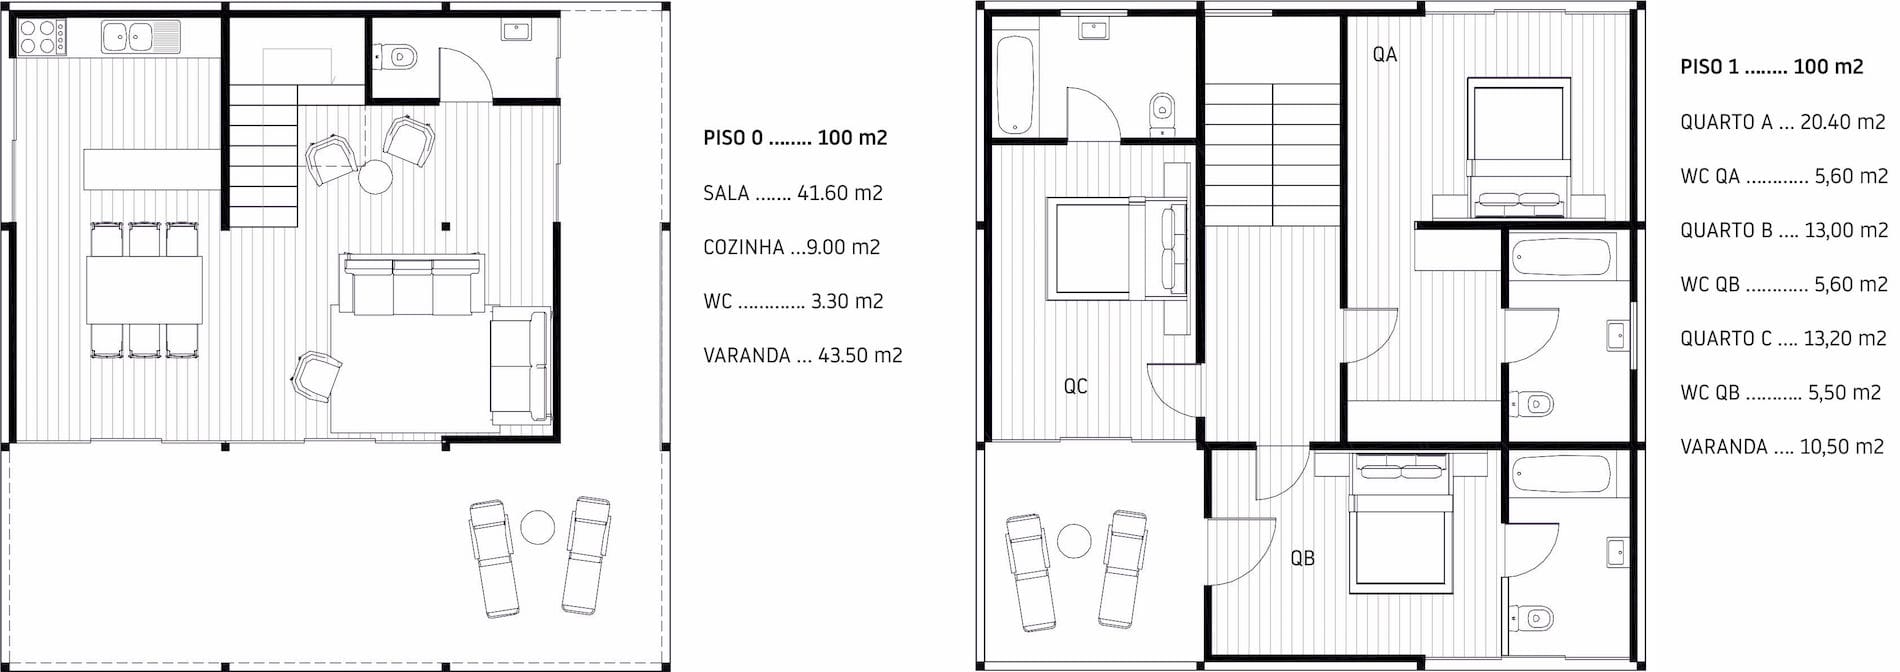 PISO 0 ........ 100 m2
SALA ....... 41.60 m2
COZINHA ...9.00 m2
WC ............. 3.30 m2
VARANDA ... 43.50 m2
QA
QC
QB
PISO 1 ........ 100 m2
QUARTO A ... 20.40 m2
WC QA ............ 5,60 m2
QUARTO B .... 13,00 m2
WC QB ............ 5,60 m2
QUARTO C .... 13,20 m2
WC QB ........... 5,50 m2
VARANDA .... 10,50 m2